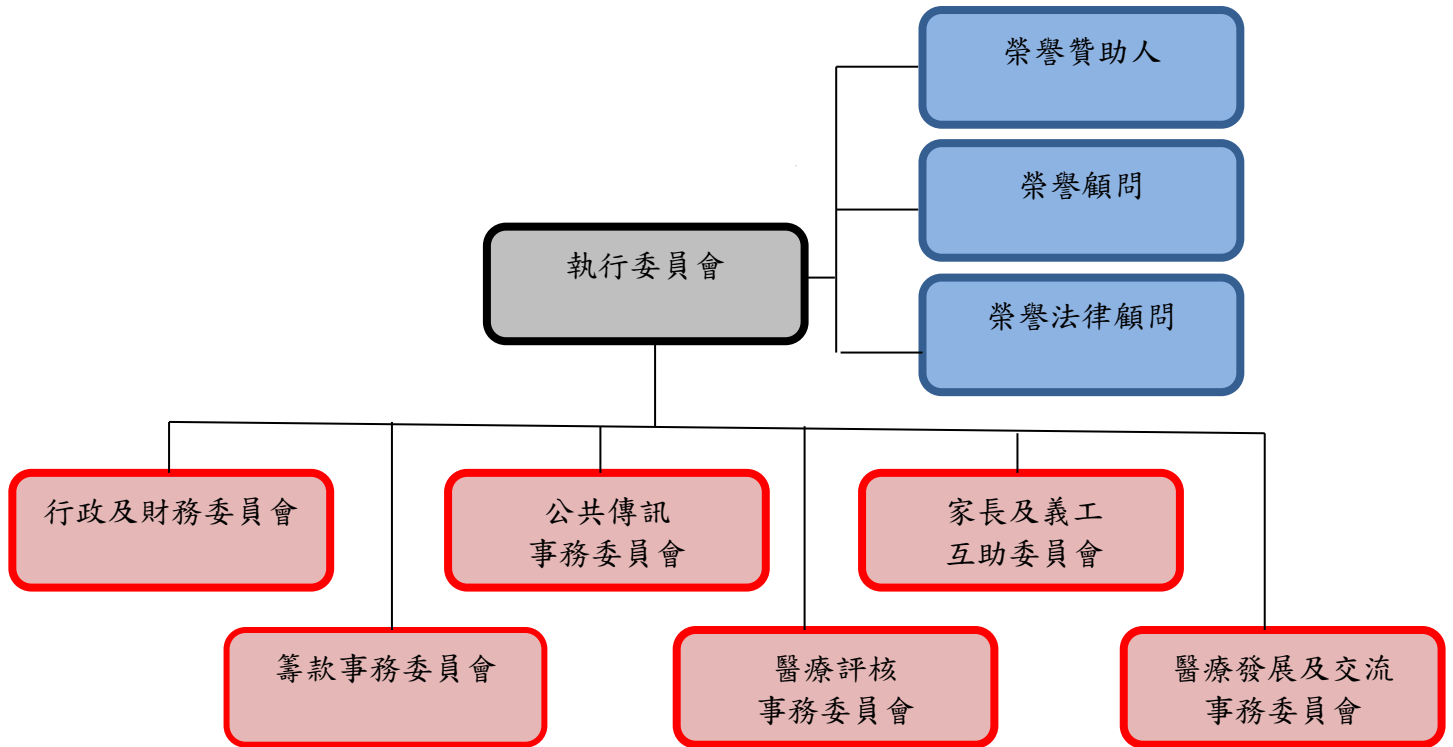 榮譽贊助人
榮譽顧問
執行委員會
榮譽法律顧問
行政及財務委員會
公共傳訊
事務委員會
家長及義工
互助委員會
籌款事務委員會
醫療評核
事務委員會
醫療發展及交流
事務委員會